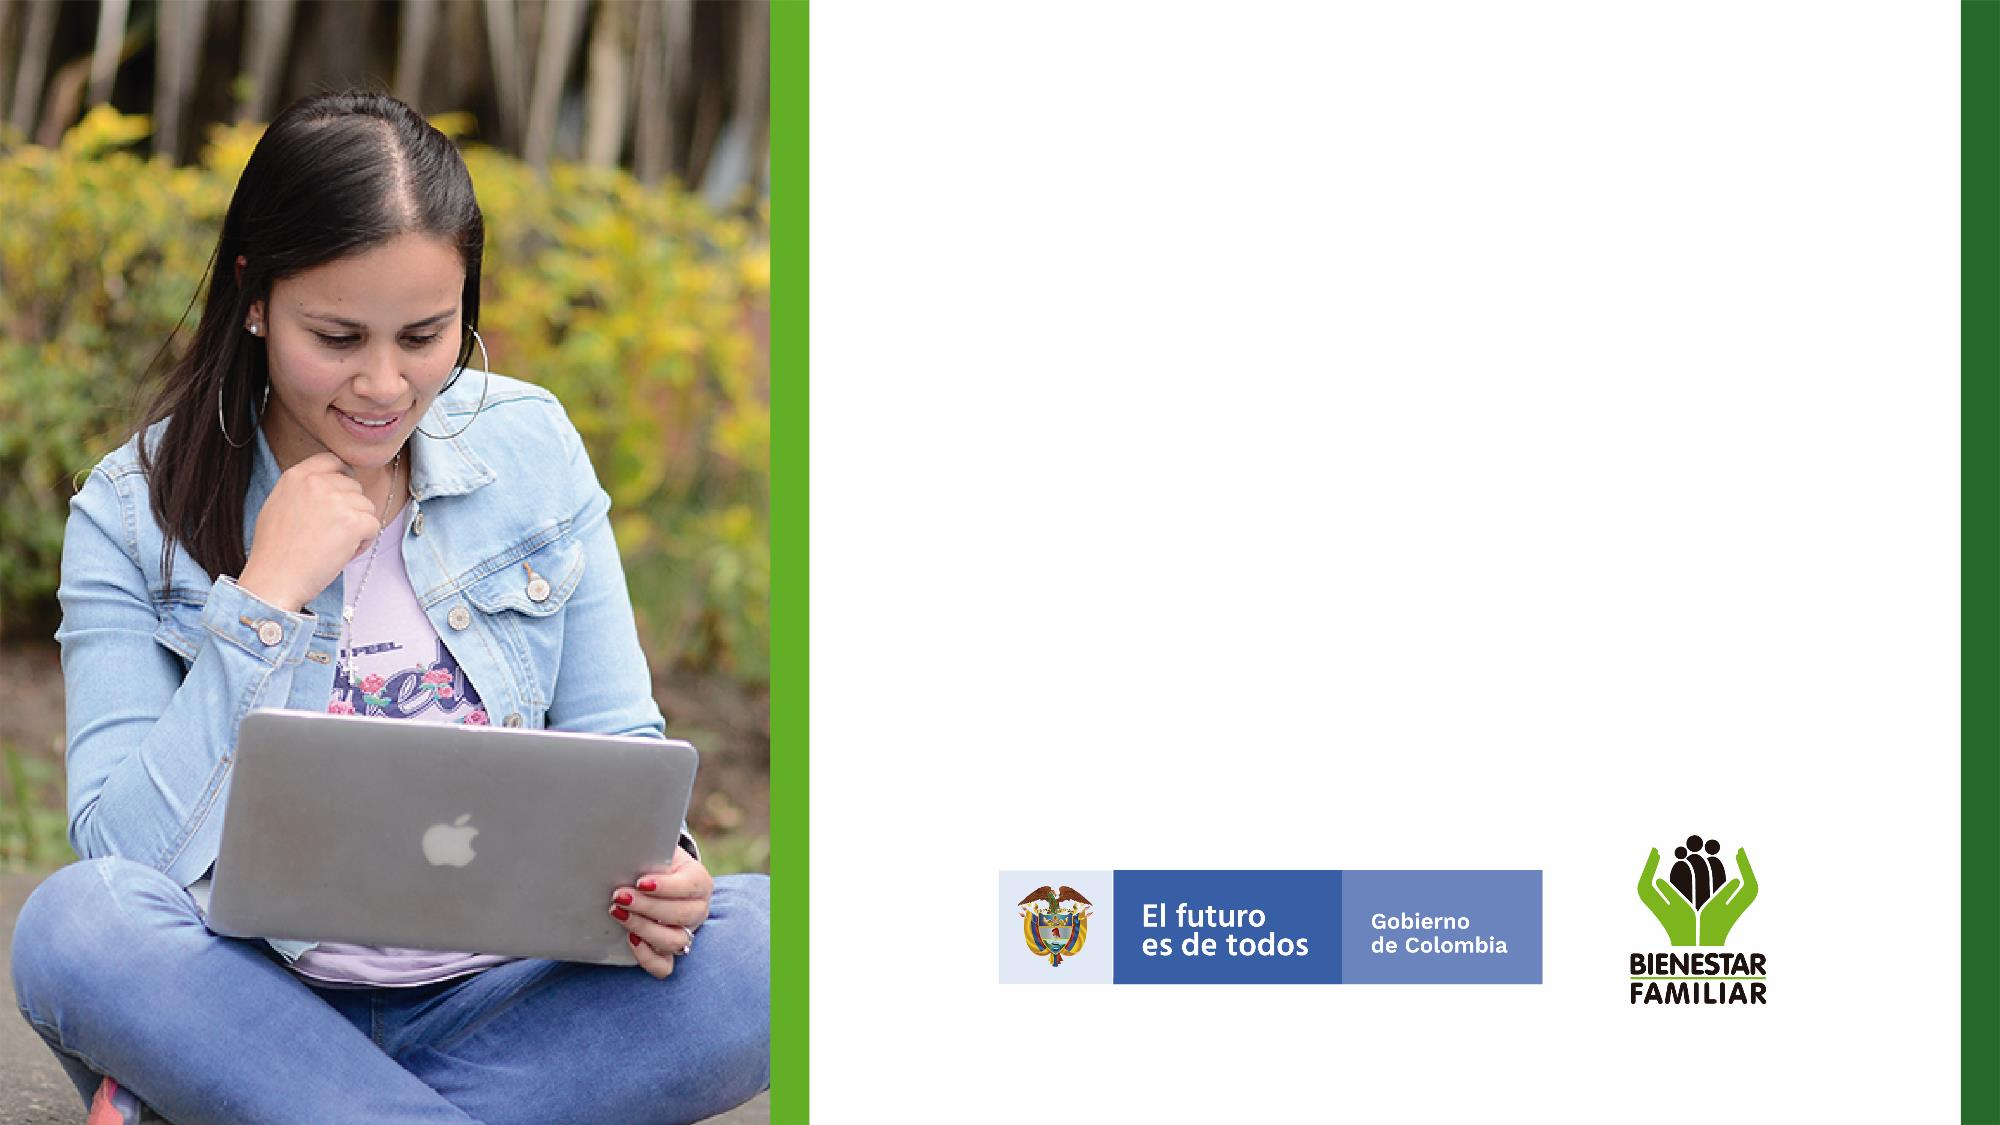 El futuro
es de todos
Gobierno
de Colombia
BIENESTAR
FAMILIAR